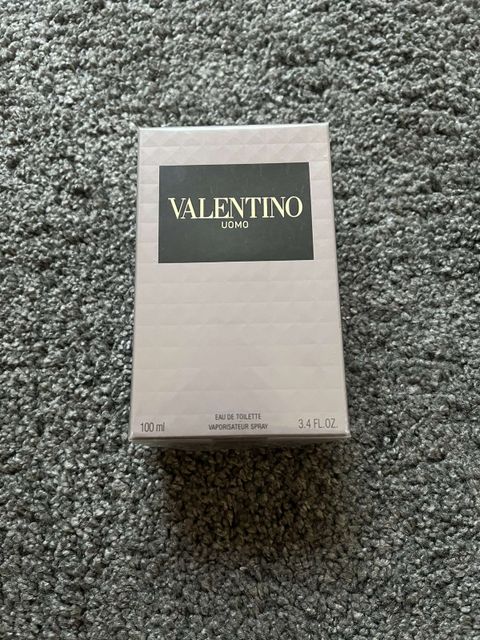 VALENTINO
UOMO
EAU DE TOILETTE
100 ml VAPORISATEUR SPRAY 3.4 FL.OZ.